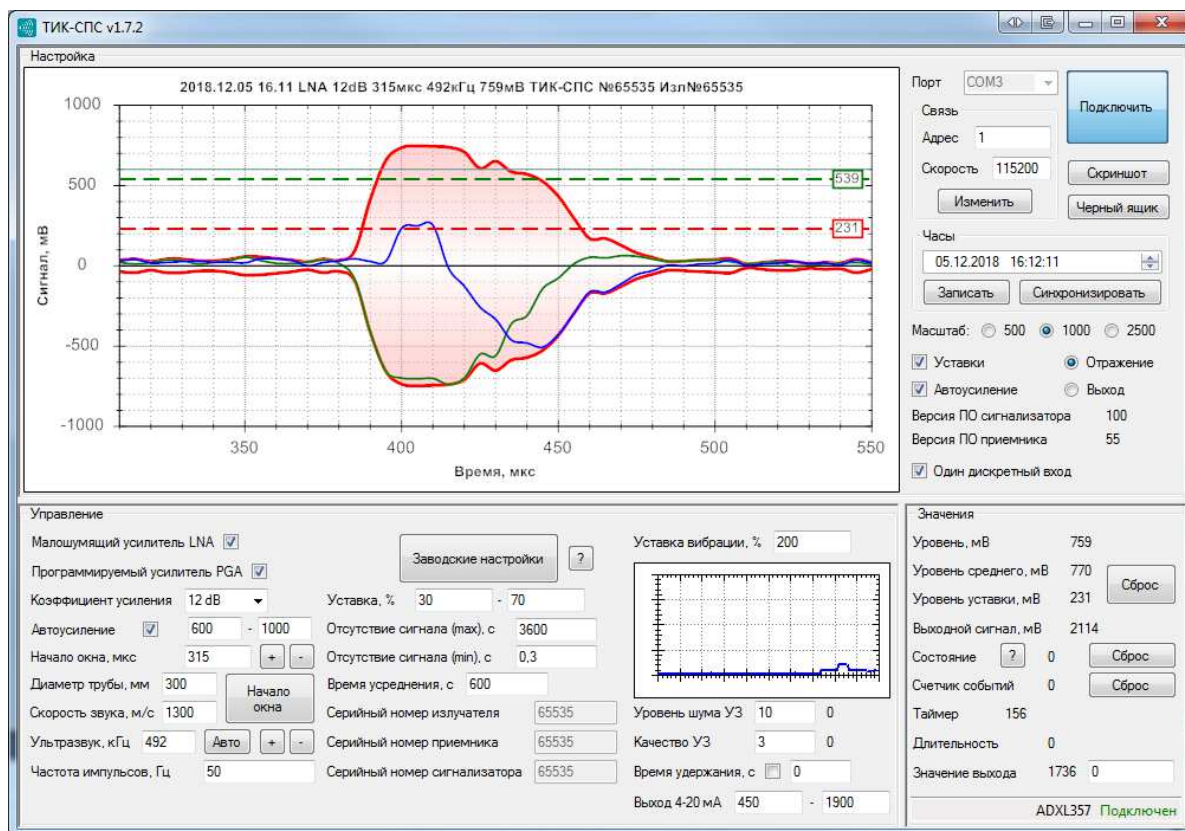 ТИК-СПС v1.7.2
Настройка
2018.12.05 16.11 LNA 12dB 315мкс 492кГц 759мВ ТИК-СПС №65535 Изл№65535
1000
500
0
-500
-1000
Сигнал, мВ
539
231
350
400
450
500
550
Время, мкс
Порт COM3
Подключить
Связь
Адрес 1
Скорость 115200
Изменить
Скриншот
Черный ящик
Часы
05.12.2018 16:12:11
Записать Синхронизировать
Масштаб: 500 1000 2500
Уставки Отражение
Автоусиление Выход
Версия ПО сигнализатора 100
Версия ПО приемника 55
Один дискретный вход
Управление
Малошумящий усилитель LNA
Программируемый усилитель PGA
Коэффициент усиления 12 dB
Автоусиление 600 - 1000
Начало окна, мкс 315 + -
Диаметр трубы, мм 300
Скорость звука, м/с 1300
Начало
окна
Ультразвук, кГц 492 Авто + -
Частота импульсов, Гц 50
Заводские настройки ?
Уставка, % 30 - 70
Отсутствие сигнала (max), с 3600
Отсутствие сигнала (min), с 0,3
Время усреднения, с 600
Серийный номер излучателя 65535
Серийный номер приемника 65535
Серийный номер сигнализатора 65535
Уставка вибрации, % 200
Уровень шума УЗ 10 0
Качество УЗ 3 0
Время удержания, с 0
Выход 4-20 мА 450 - 1900
Значения
Уровень, мВ 759
Уровень среднего, мВ 770
Уровень уставки, мВ 231
Сброс
Выходной сигнал, мВ 2114
Состояние ? 0 Сброс
Счетчик событий 0 Сброс
Таймер 156
Длительность 0
Значение выхода 1736 0
ADXL357 Подключен